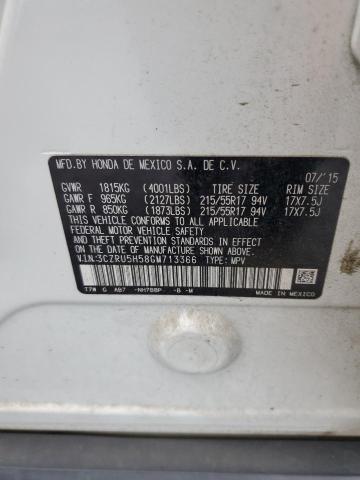 MFD.BY HONDA DE MEXICO S.A. DE C.V.
07/'15
GVWR 1815KG (4001LBS) TIRE SIZE RIM SIZE
GAWR F 965KG (2127LBS) 215/55R17 94V 17X7.5J
GAWR R 850KG (1873LBS) 215/55R17 94V 17X7.5J
THIS VEHICLE CONFORMS TO ALL APPLICABLE
FEDERAL MOTOR VEHICLE SAFETY AND THEFT
PREVENTION STANDARDS IN EFFECT ON
THE DATE OF MANUFACTURE SHOWN ABOVE.
V.I.N:3CZRU5H58GM713366 TYPE: MPV
T7W G AB7 -NH788P -B -M
MADE IN MEXICO